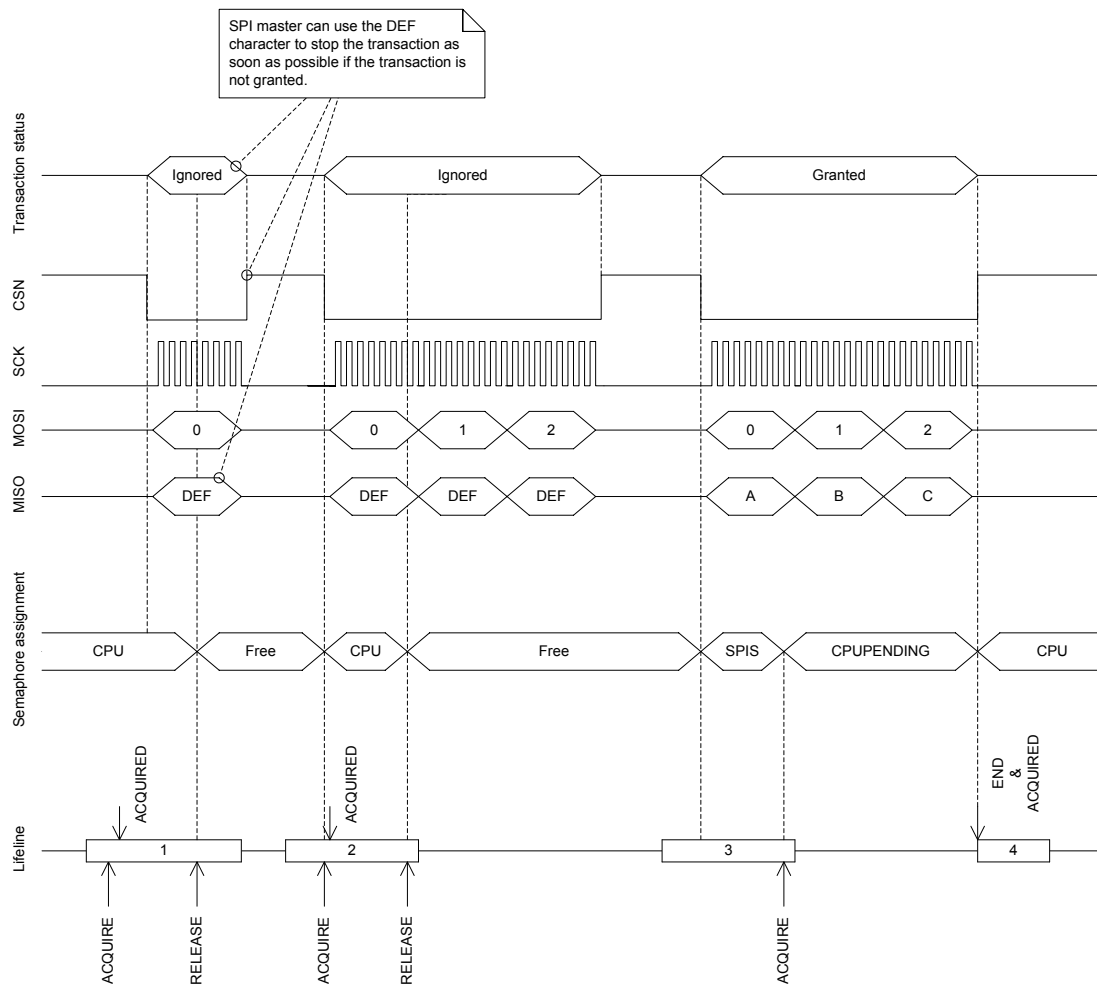 SPI master can use the DEF
character to stop the transaction as
soon as possible if the transaction is
not granted.
Transaction status
Ignored
Ignored
Granted
CSN
SCK
MOSI
0
0
1
2
0
1
2
MISO
DEF
DEF
DEF
DEF
A
B
C
Semaphore assignment
CPU
Free
CPU
Free
SPIS
CPUPENDING
CPU
ACQUIRED
ACQUIRED
END
&
ACQUIRED
Lifeline
1
2
3
4
ACQUIRE
RELEASE
ACQUIRE
RELEASE
ACQUIRE